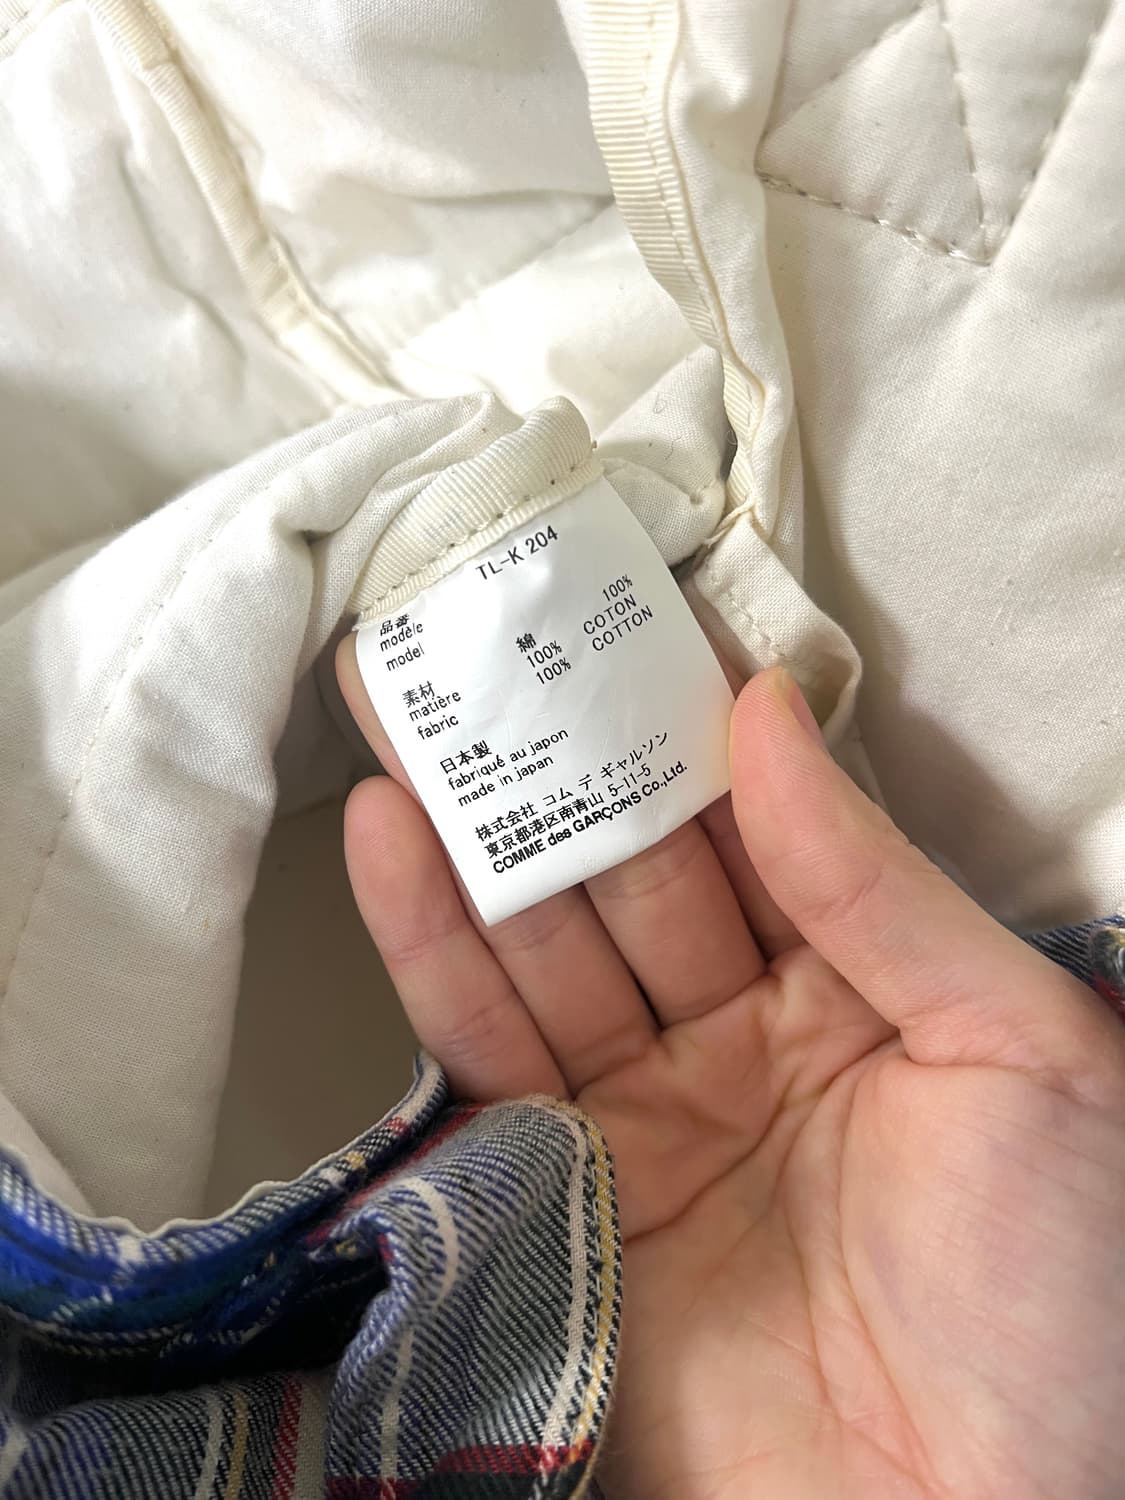 TL-K 204
品番
modèle
model
綿 100%
100% COTON
100% COTTON
素材
matière
fabric
日本製
fabriqué au japon
made in japan
株式会社 コム デ ギャルソン
東京都港区南青山 5-11-5
COMME des GARÇONS Co.,Ltd.